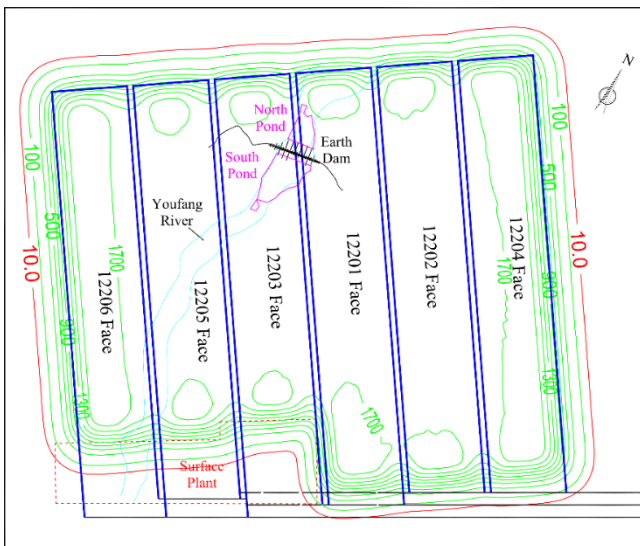 N
North
Pond
Earth
Dam
South
Pond
Youfang
River
100
500
10.0
900
1300
1700
12206 Face
12205 Face
12203 Face
12201 Face
12202 Face
12204 Face
1700
1700
100
500
10.0
900
1300
Surface
Plant